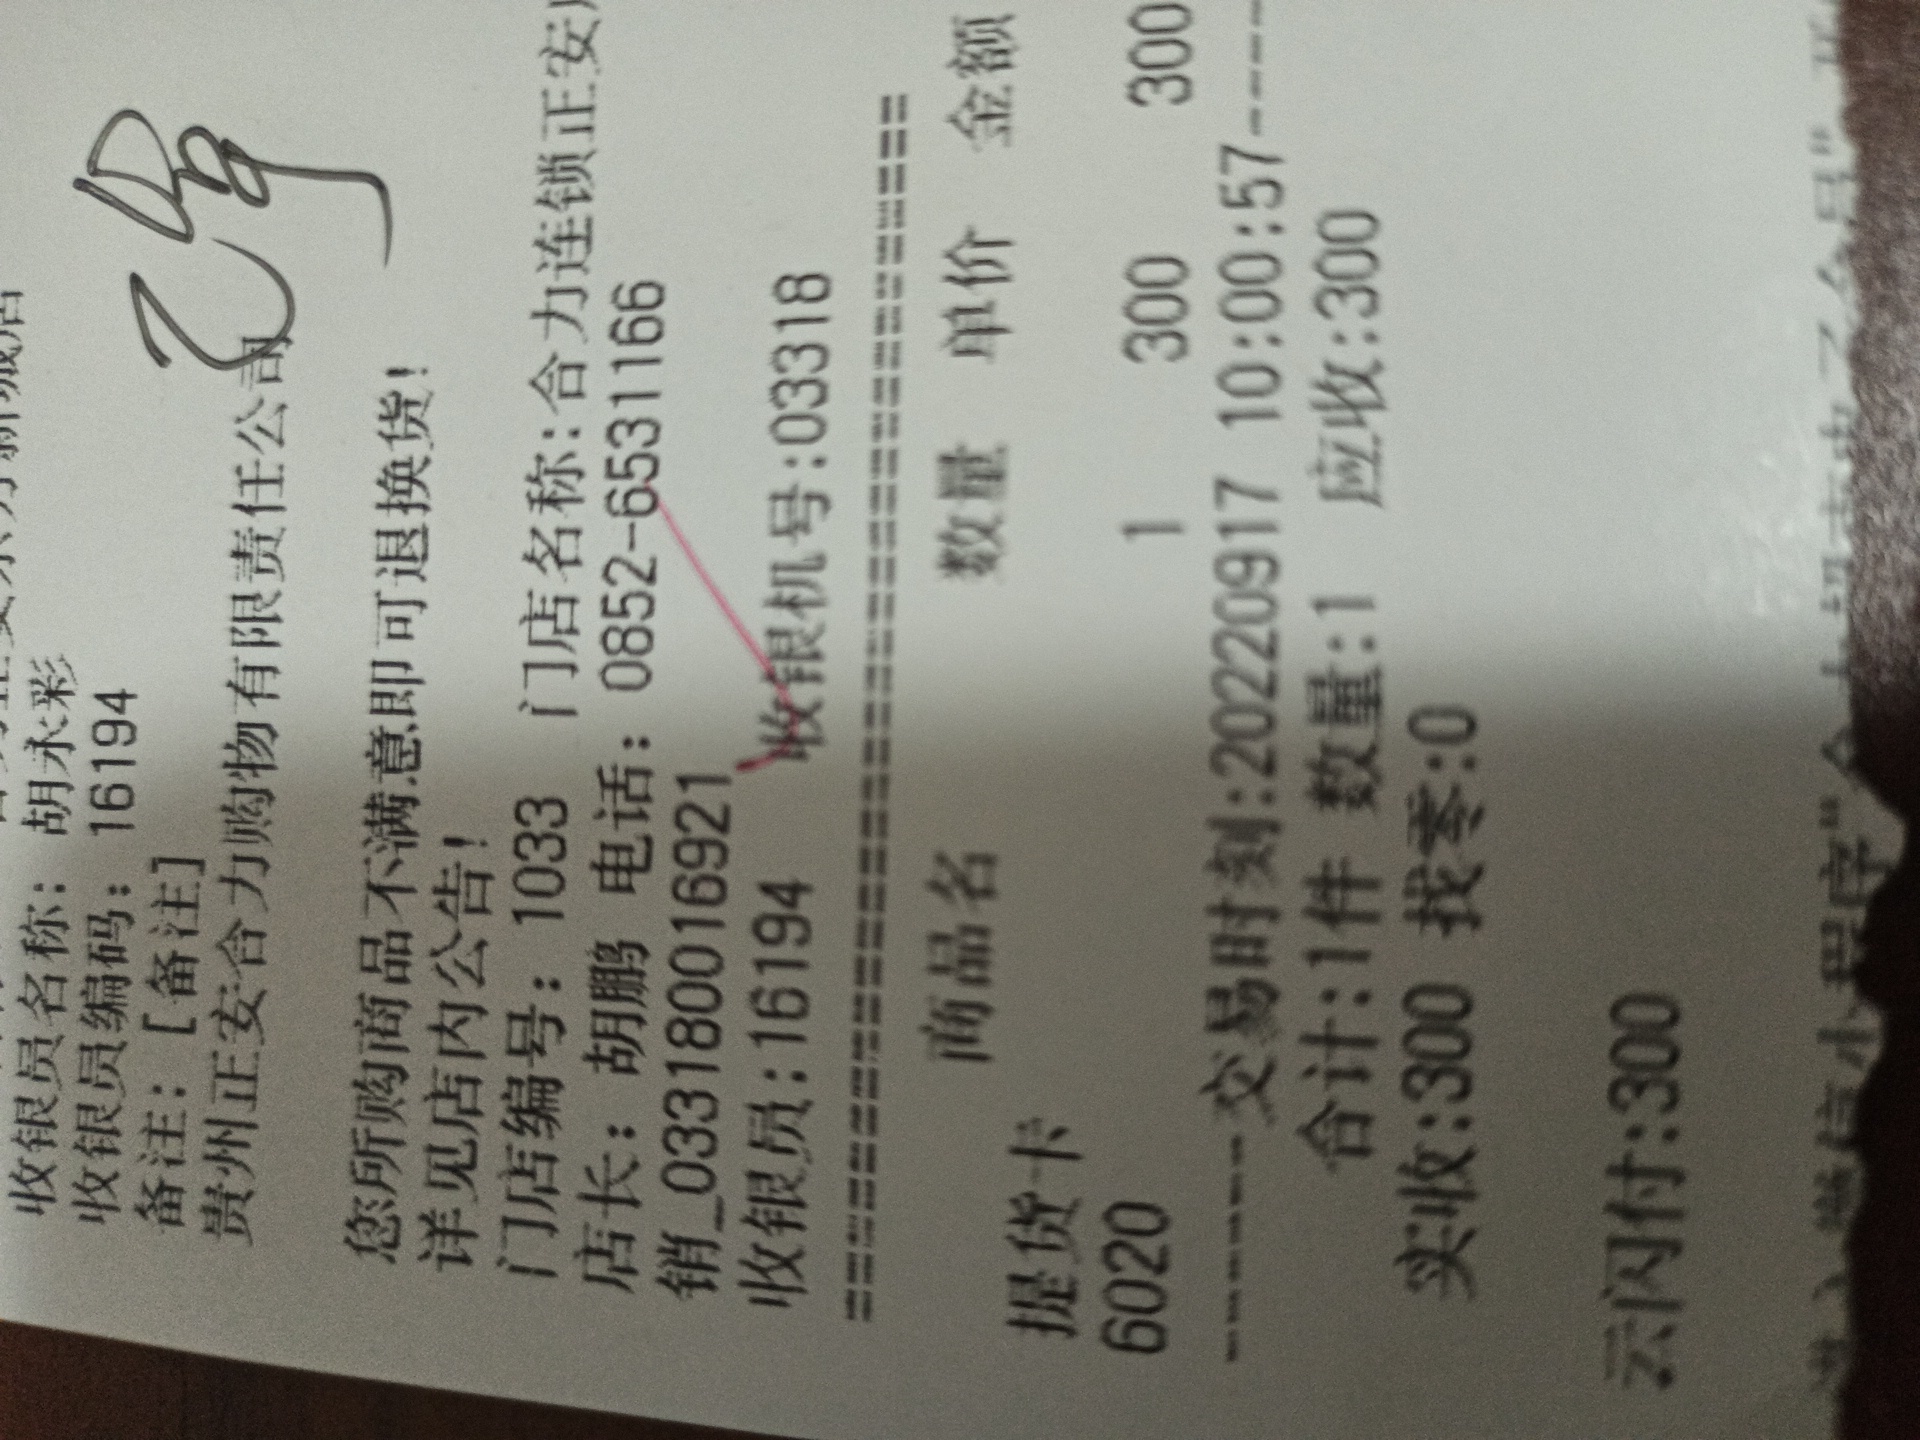 收银员名称: 胡永彩
收银员编码: 16194
备注: [备注]
贵州正安合力购物有限责任公司
您所购商品不满意即可退换货!
详见店内公告!
门店编号: 1033 门店名称:合力连锁正安
店长: 胡鹏 电话: 0852-6531166
销_0331800016921
收银员:16194 收银机号:03318
==========================================
商品名 数量 单价 金额
提货卡
6020 1 300 300
------交易时刻:20220917 10:00:57-----
合计:1件 数量:1 应收:300
实收:300 找零:0
云闪付:300